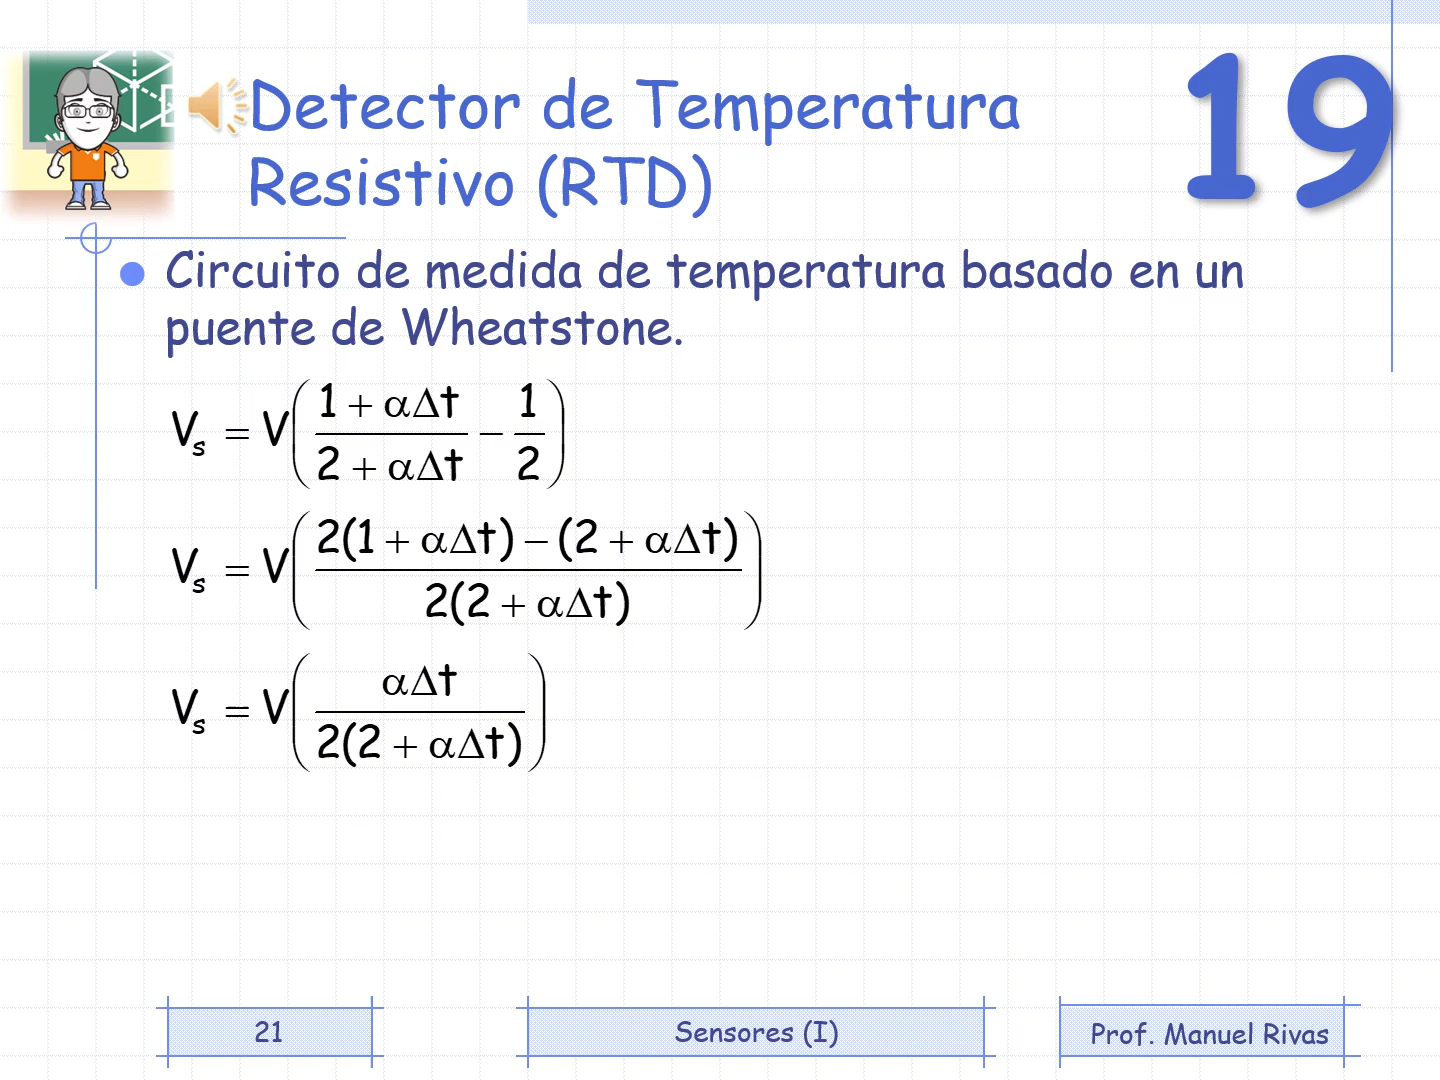 Detector de Temperatura
Resistivo (RTD)
19
● Circuito de medida de temperatura basado en un
puente de Wheatstone.
Vₛ = V( (1 + αΔt)/(2 + αΔt) − 1/2 )
Vₛ = V( (2(1 + αΔt) − (2 + αΔt))/(2(2 + αΔt)) )
Vₛ = V( αΔt/(2(2 + αΔt)) )
21
Sensores (I)
Prof. Manuel Rivas